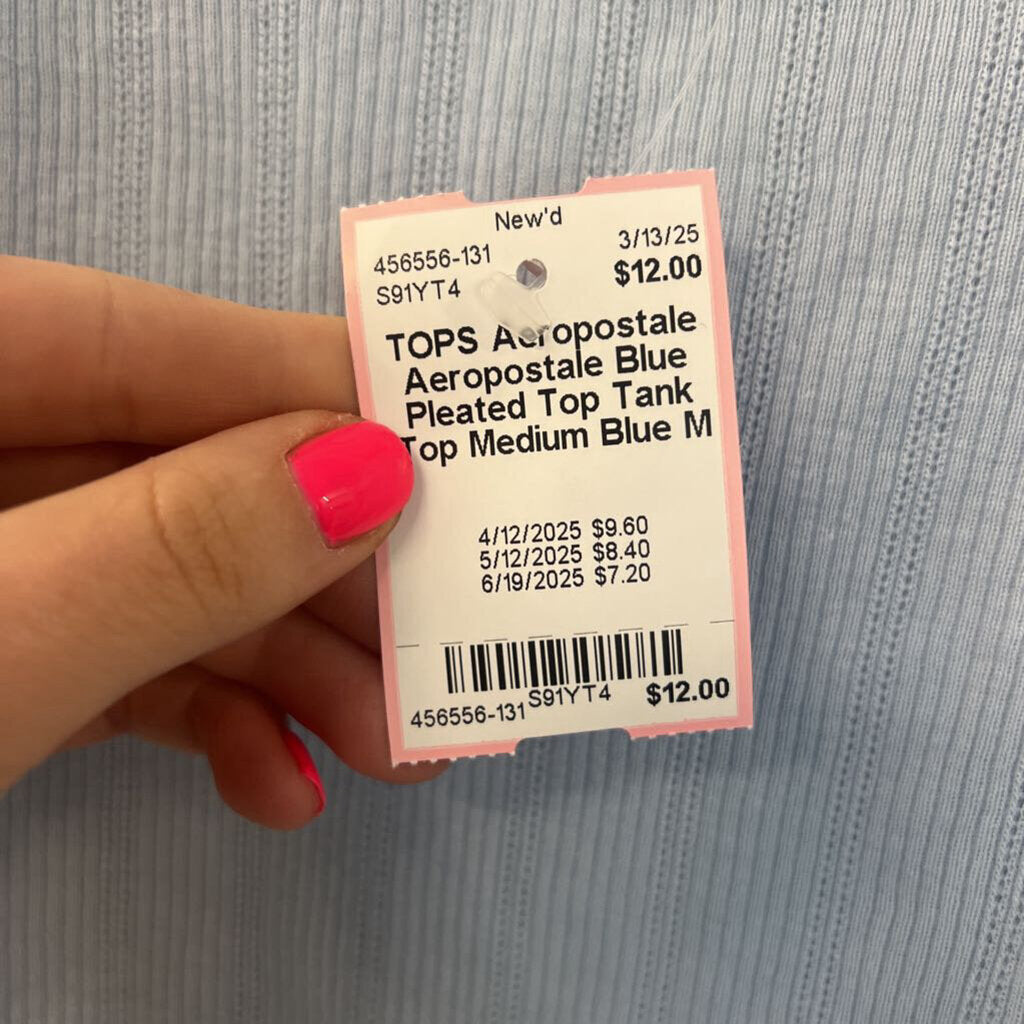 New'd
456556-131 3/13/25
S91YT4 $12.00
TOPS Aeropostale
Aeropostale Blue
Pleated Top Tank
Top Medium Blue M
4/12/2025 $9.60
5/12/2025 $8.40
6/19/2025 $7.20
456556-131 S91YT4 $12.00